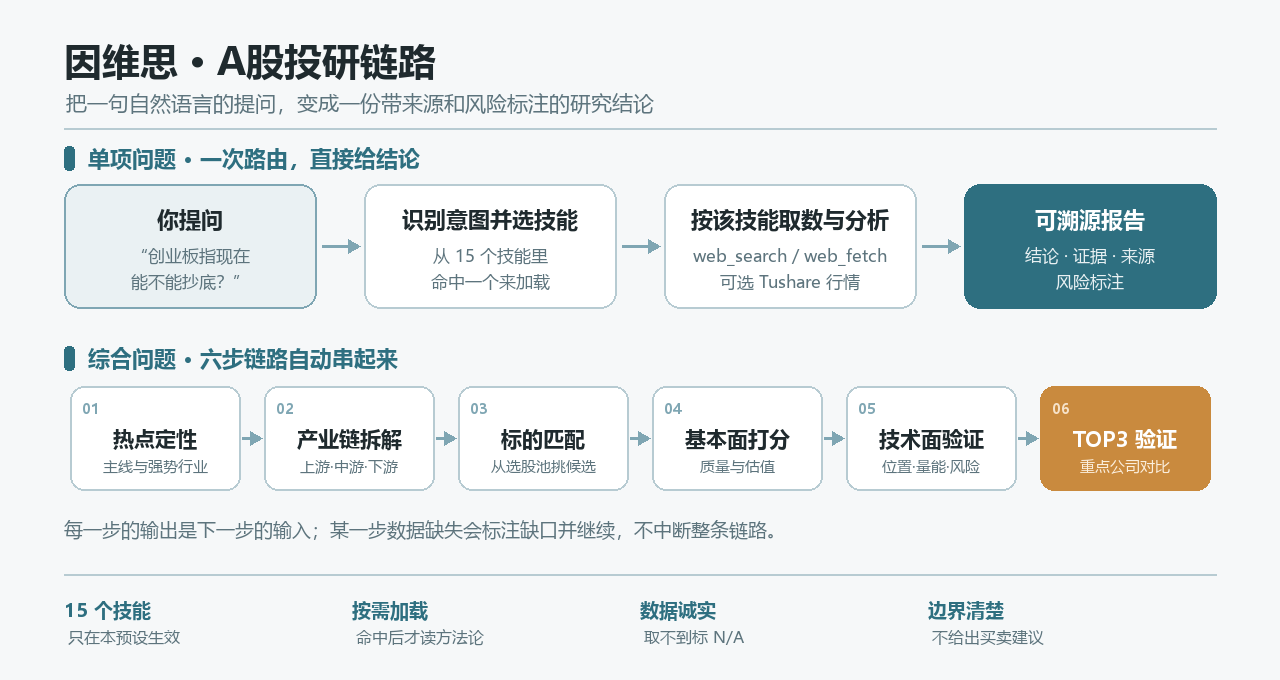 因维思 · A股投研链路
把一句自然语言的提问，变成一份带来源和风险标注的研究结论
单项问题 · 一次路由，直接给结论
你提问
“创业板指现在
能不能抄底？”
识别意图并选技能
从 15 个技能里
命中一个来加载
按该技能取数与分析
web_search / web_fetch
可选 Tushare 行情
可溯源报告
结论 · 证据 · 来源
风险标注
综合问题 · 六步链路自动串起来
01
热点定性
主线与强势行业
02
产业链拆解
上游·中游·下游
03
标的匹配
从选股池挑候选
04
基本面打分
质量与估值
05
技术面验证
位置·量能·风险
06
TOP3 验证
重点公司对比
每一步的输出是下一步的输入；某一步数据缺失会标注缺口并继续，不中断整条链路。
15 个技能
只在本预设生效
按需加载
命中后才读方法论
数据诚实
取不到标 N/A
边界清楚
不给出买卖建议